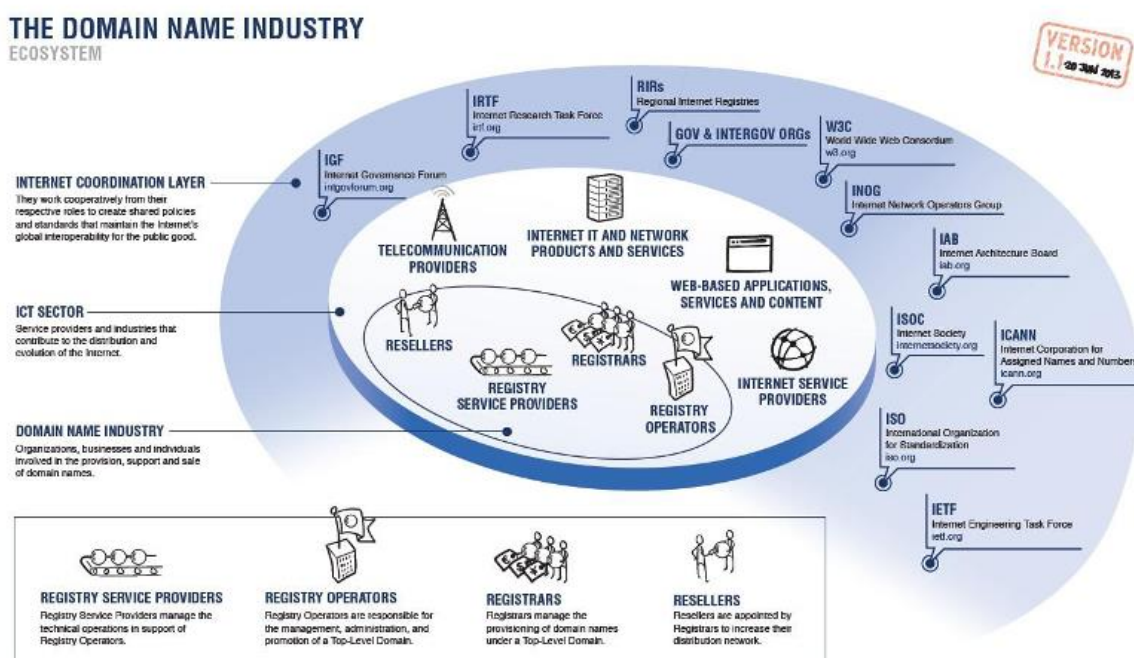 THE DOMAIN NAME INDUSTRY
ECOSYSTEM
VERSION
1.1 20 JUN 2013
IRTF
Internet Research Task Force
irtf.org
RIRs
Regional Internet Registries
GOV & INTERGOV ORGs
W3C
World Wide Web Consortium
w3.org
IGF
Internet Governance Forum
intgovforum.org
INOG
Internet Network Operators Group
IAB
Internet Architecture Board
iab.org
ISOC
Internet Society
internetsociety.org
ICANN
Internet Corporation for
Assigned Names and Numbers
icann.org
ISO
International Organization
for Standardization
iso.org
IETF
Internet Engineering Task Force
ietf.org
INTERNET COORDINATION LAYER
They work cooperatively from their
respective roles to create shared policies
and standards that maintain the Internet's
global interoperability for the public good.
ICT SECTOR
Service providers and industries that
contribute to the distribution and
evolution of the Internet.
DOMAIN NAME INDUSTRY
Organizations, businesses and individuals
involved in the provision, support and sale
of domain names.
TELECOMMUNICATION
PROVIDERS
INTERNET IT AND NETWORK
PRODUCTS AND SERVICES
WEB-BASED APPLICATIONS,
SERVICES AND CONTENT
RESELLERS
REGISTRARS
REGISTRY
SERVICE PROVIDERS
REGISTRY
OPERATORS
INTERNET SERVICE
PROVIDERS
REGISTRY SERVICE PROVIDERS
Registry Service Providers manage the
technical operations in support of
Registry Operators.
REGISTRY OPERATORS
Registry Operators are responsible for
the management, administration, and
promotion of a Top-Level Domain.
REGISTRARS
Registrars manage the
provisioning of domain names
under a Top-Level Domain.
RESELLERS
Resellers are appointed by
Registrars to increase their
distribution network.